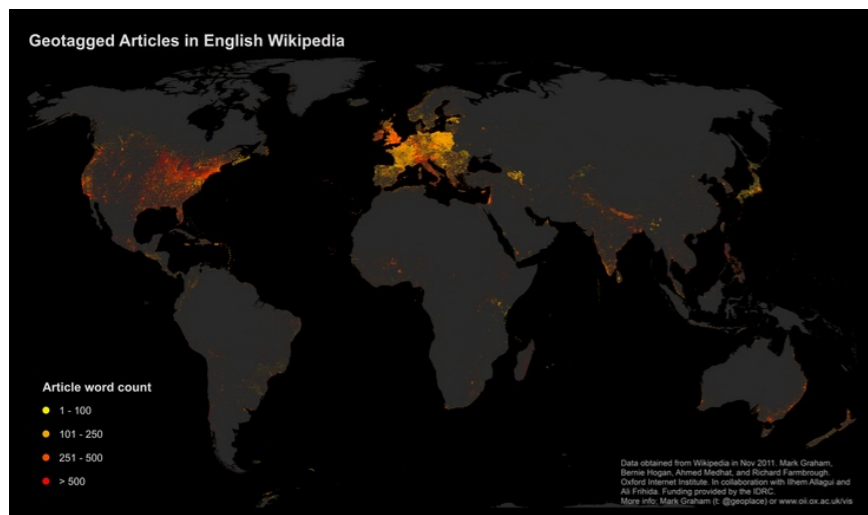 Geotagged Articles in English Wikipedia
Article word count
1 - 100
101 - 250
251 - 500
> 500
Data obtained from Wikipedia in Nov 2011. Mark Graham,
Bernie Hogan, Ahmed Medhat, and Richard Farmbrough.
Oxford Internet Institute. In collaboration with Ilhem Allagui and
Ali Frihida. Funding provided by the IDRC.
More info: Mark Graham (t: @geoplace) or www.oii.ox.ac.uk/vis